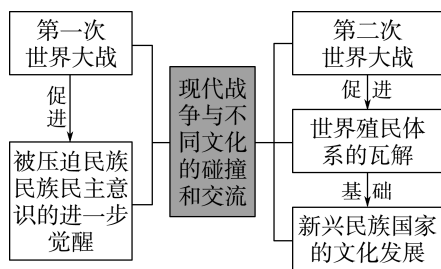 第一次
世界大战
促
进
被压迫民族
民族民主意
识的进一步
觉醒
现代战
争与不
同文化
的碰撞
和交流
第二次
世界大战
促 进
世界殖民体
系的瓦解
基 础
新兴民族国家
的文化发展